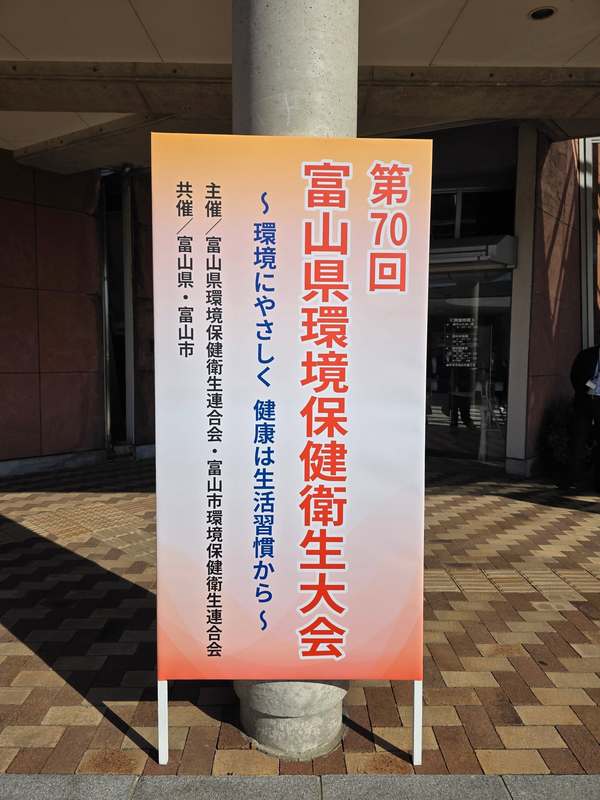 第70回
富山県環境保健衛生大会
～環境にやさしく 健康は生活習慣から～
主催／富山県環境保健衛生連合会・富山市環境保健衛生連合会
共催／富山県・富山市